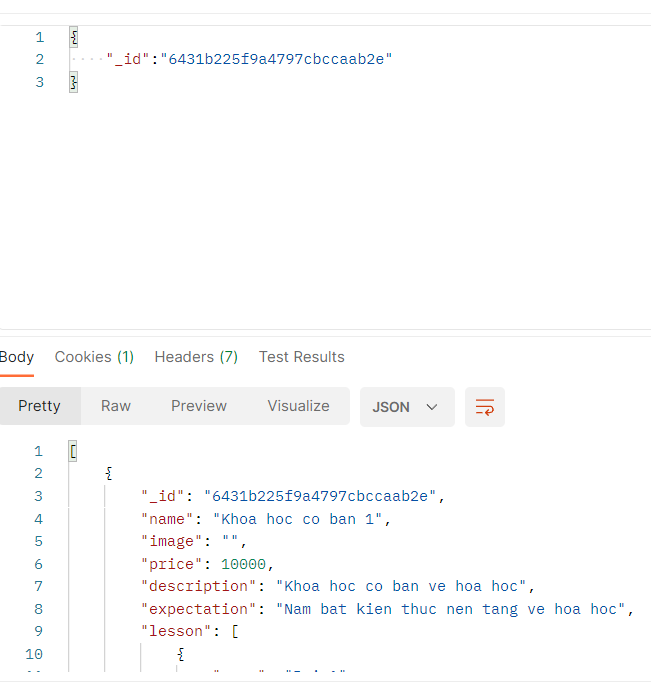 1 {
2 "_id":"6431b225f9a4797cbccaab2e"
3 }
Body Cookies (1) Headers (7) Test Results
Pretty Raw Preview Visualize JSON
1 [
2 {
3 "_id": "6431b225f9a4797cbccaab2e",
4 "name": "Khoa hoc co ban 1",
5 "image": "",
6 "price": 10000,
7 "description": "Khoa hoc co ban ve hoa hoc",
8 "expectation": "Nam bat kien thuc nen tang ve hoa hoc",
9 "lesson": [
10 {